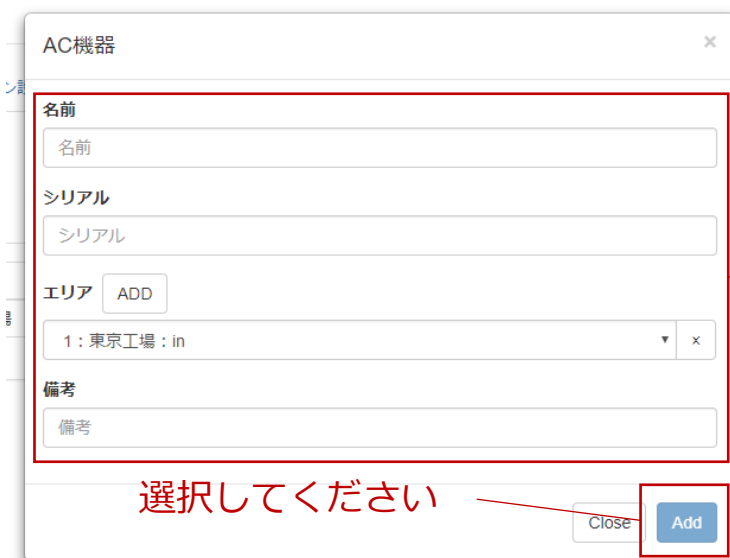 AC機器
×
名前
名前
シリアル
シリアル
エリア ADD
1：東京工場：in ▼ x
備考
備考
選択してください
Close Add